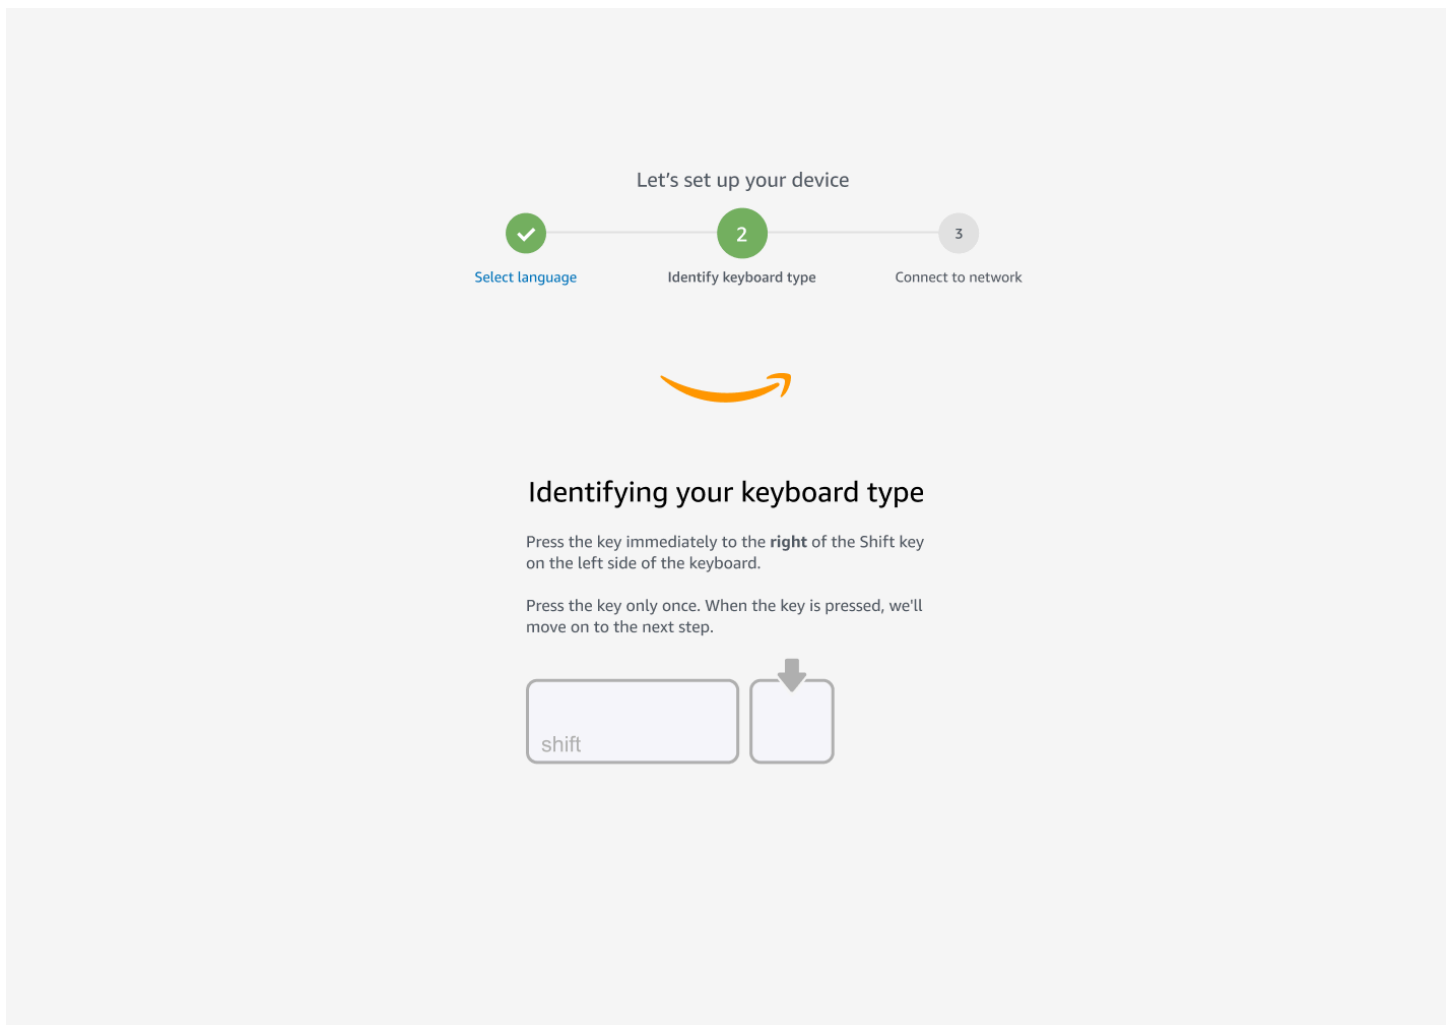 Let’s set up your device
2
3
Select language
Identify keyboard type
Connect to network
Identifying your keyboard type
Press the key immediately to the right of the Shift key
on the left side of the keyboard.
Press the key only once. When the key is pressed, we'll
move on to the next step.
shift